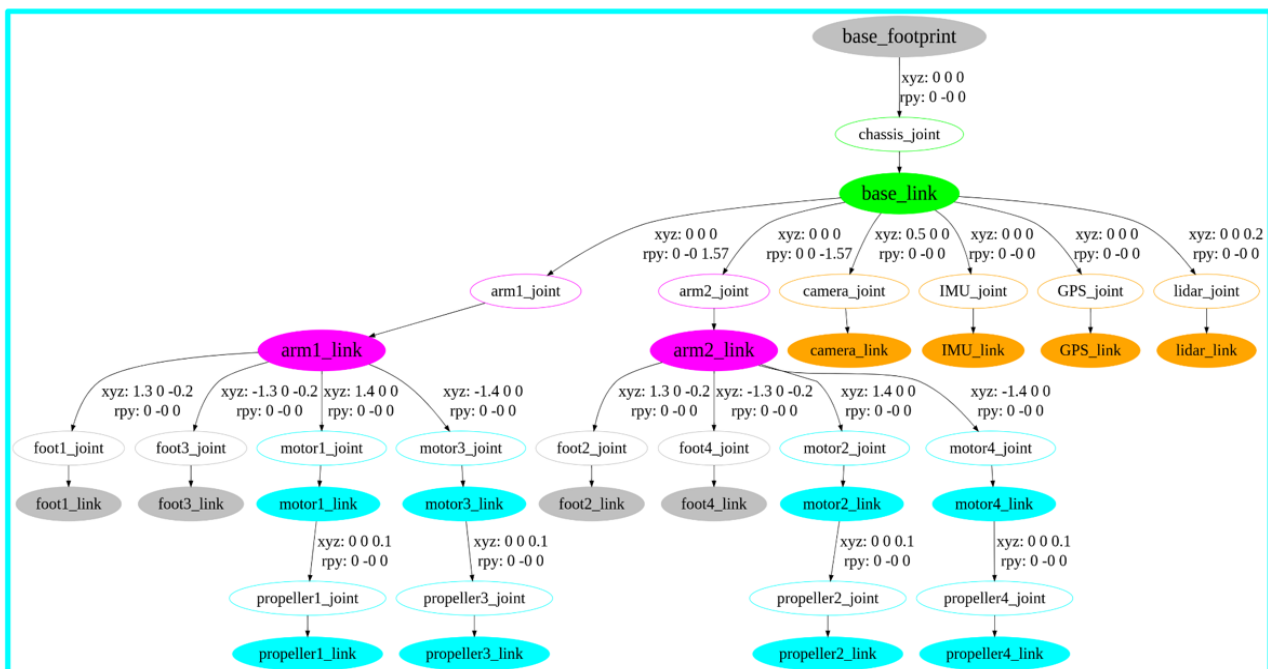 base_footprint
xyz: 0 0 0
rpy: 0 -0 0
chassis_joint
base_link
xyz: 0 0 0
rpy: 0 -0 1.57
xyz: 0 0 0
rpy: 0 0 -1.57
xyz: 0.5 0 0
rpy: 0 -0 0
xyz: 0 0 0
rpy: 0 -0 0
xyz: 0 0 0
rpy: 0 -0 0
xyz: 0 0 0.2
rpy: 0 -0 0
arm1_joint
arm2_joint
camera_joint
IMU_joint
GPS_joint
lidar_joint
arm1_link
arm2_link
camera_link
IMU_link
GPS_link
lidar_link
xyz: 1.3 0 -0.2
rpy: 0 -0 0
xyz: -1.3 0 -0.2
rpy: 0 -0 0
xyz: 1.4 0 0
rpy: 0 -0 0
xyz: -1.4 0 0
rpy: 0 -0 0
xyz: 1.3 0 -0.2
rpy: 0 -0 0
xyz: -1.3 0 -0.2
rpy: 0 -0 0
xyz: 1.4 0 0
rpy: 0 -0 0
xyz: -1.4 0 0
rpy: 0 -0 0
foot1_joint
foot3_joint
motor1_joint
motor3_joint
foot2_joint
foot4_joint
motor2_joint
motor4_joint
foot1_link
foot3_link
motor1_link
motor3_link
foot2_link
foot4_link
motor2_link
motor4_link
xyz: 0 0 0.1
rpy: 0 -0 0
xyz: 0 0 0.1
rpy: 0 -0 0
xyz: 0 0 0.1
rpy: 0 -0 0
xyz: 0 0 0.1
rpy: 0 -0 0
propeller1_joint
propeller3_joint
propeller2_joint
propeller4_joint
propeller1_link
propeller3_link
propeller2_link
propeller4_link